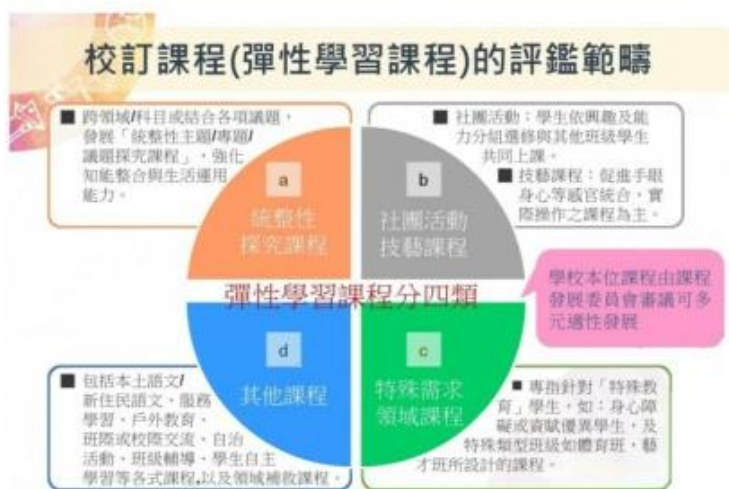 校訂課程(彈性學習課程)的評鑑範疇
■ 跨領域/科目或結合各項議題,
發展「統整性主題/專題/
議題探究課程」,強化
知能整合與生活運用
能力。
■ 社團活動:學生依興趣及能
力分組選修與其他班級學生
共同上課。
■ 技藝課程:促進手眼
身心等感官統合,實
際操作之課程為主。
a
統整性
探究課程
b
社團活動
技藝課程
彈性學習課程分四類
學校本位課程由課程
發展委員會審議可多
元適性發展
d
其他課程
c
特殊需求
領域課程
■ 包括本土語文/
新住民語文、服務
學習、戶外教育、
班際或校際交流、自治
活動、班級輔導、學生自主
學習等各式課程,以及領域補救課程。
■ 專指針對「特殊教
育」學生,如:身心障
礙或資賦優異學生,及
特殊類型班級如體育班,藝
才班所設計的課程。